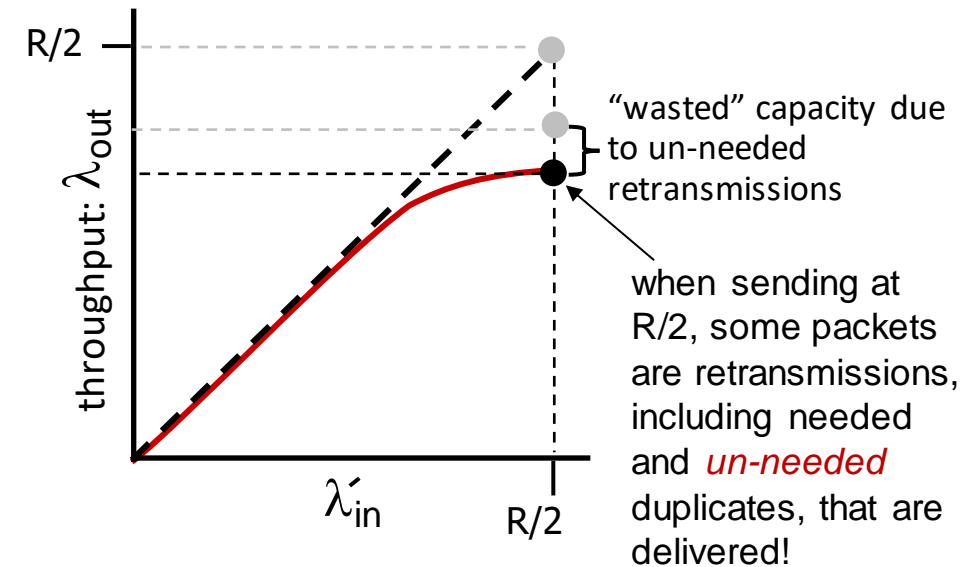 R/2
throughput: λout
λ′in
R/2
“wasted” capacity due
to un-needed
retransmissions
when sending at
R/2, some packets
are retransmissions,
including needed
and un-needed
duplicates, that are
delivered!